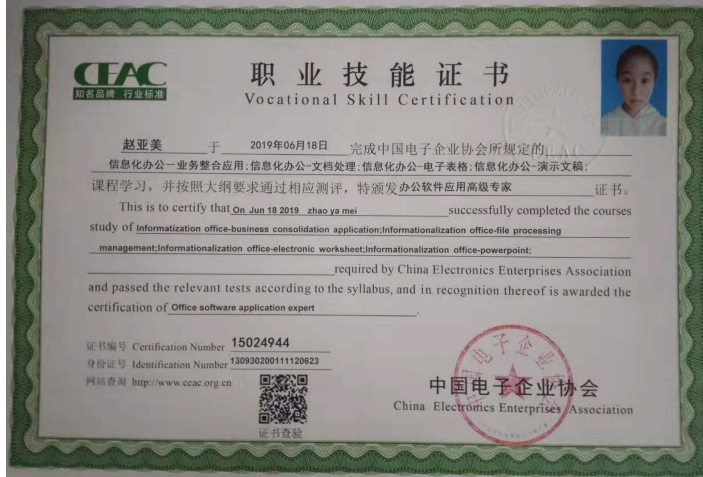 CEAC
知名品牌 行业标准
职业技能证书
Vocational Skill Certification
赵亚美 于 2019年06月18日 完成中国电子企业协会所规定的
信息化办公—业务整合应用;信息化办公-文档处理;信息化办公-电子表格;信息化办公-演示文稿;
课程学习，并按照大纲要求通过相应测评，特颁发 办公软件应用高级专家 证书。
This is to certify that On Jun 18 2019 zhao ya mei successfully completed the courses
study of Informatization office-business consolidation application;Informationalization office-file processing
management;Informationalization office-electronic worksheet;Informationalization office-powerpoint;
required by China Electronics Enterprises Association
and passed the relevant tests according to the syllabus, and in recognition thereof is awarded the
certification of Office software application expert.
证书编号 Certification Number 15024944
身份证号 Identification Number 130930200111120623
网站查询 http://www.ceac.org.cn
证书查验
中国电子企业协会
China Electronics Enterprises Association
中国电子企业协会